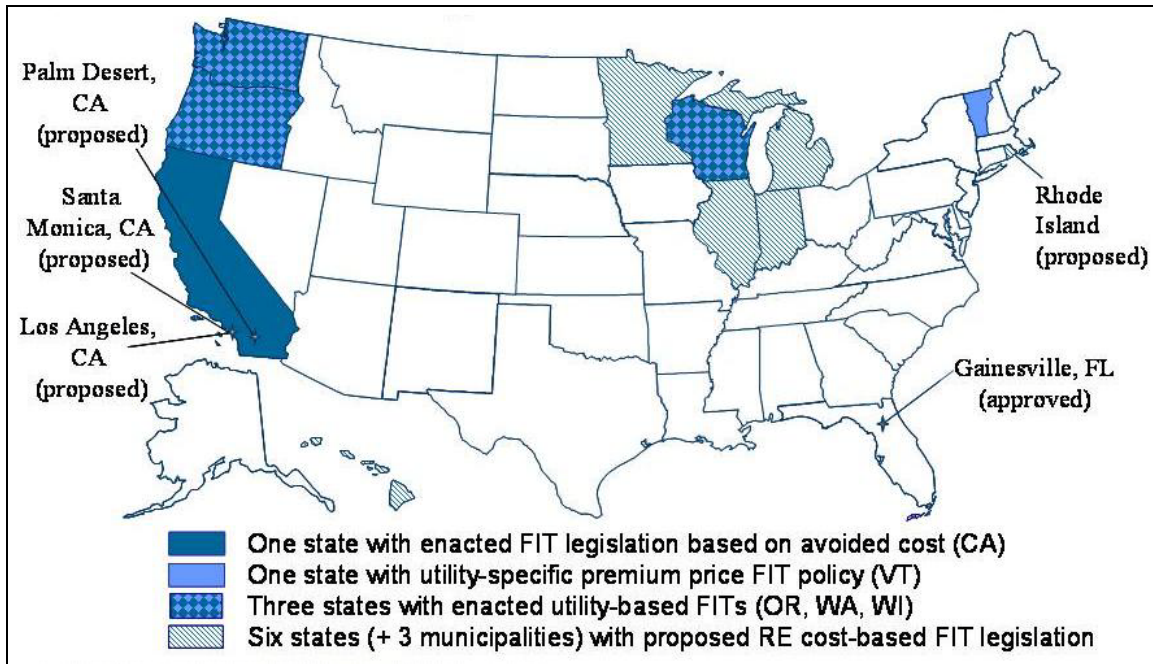 Palm Desert,
CA
(proposed)
Santa
Monica, CA
(proposed)
Los Angeles,
CA
(proposed)
Rhode
Island
(proposed)
Gainesville, FL
(approved)
One state with enacted FIT legislation based on avoided cost (CA)
One state with utility-specific premium price FIT policy (VT)
Three states with enacted utility-based FITs (OR, WA, WI)
Six states (+ 3 municipalities) with proposed RE cost-based FIT legislation